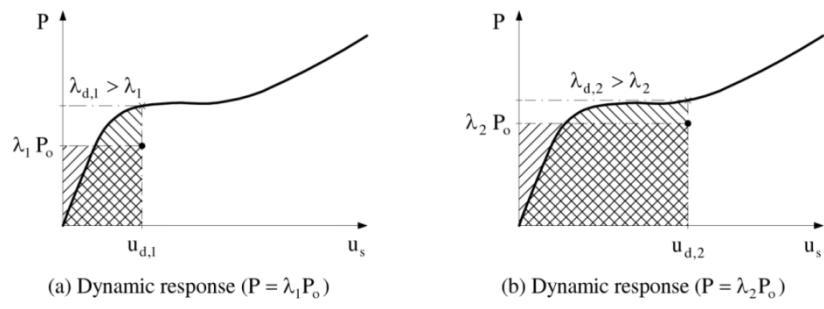 P
λd,1 > λ1
λ1 Po
ud,1
us
(a) Dynamic response (P = λ1Po)
P
λd,2 > λ2
λ2 Po
ud,2
us
(b) Dynamic response (P = λ2Po)